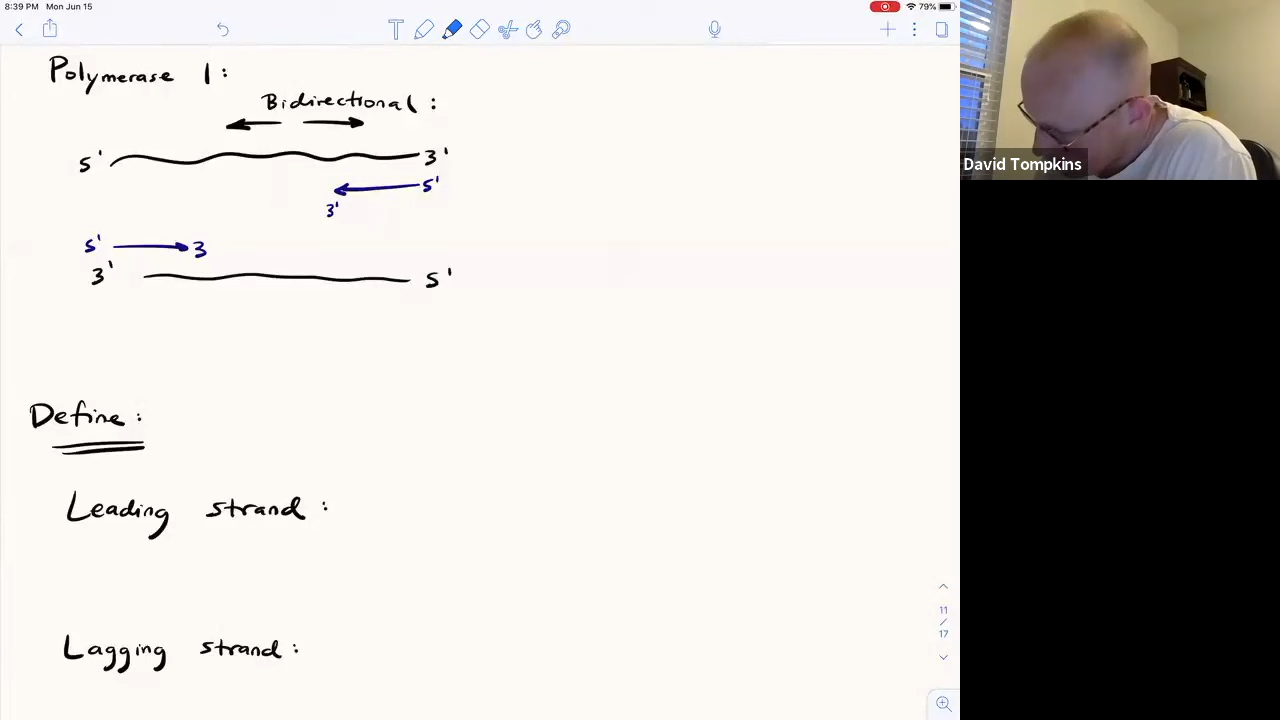 8:39 PM Mon Jun 15
79%
Polymerase 1:
Bidirectional:
5' 3'
5'
3'
5' 3
3' 5'
Define:
Leading strand:
Lagging strand:
11
/
17
T
David Tompkins